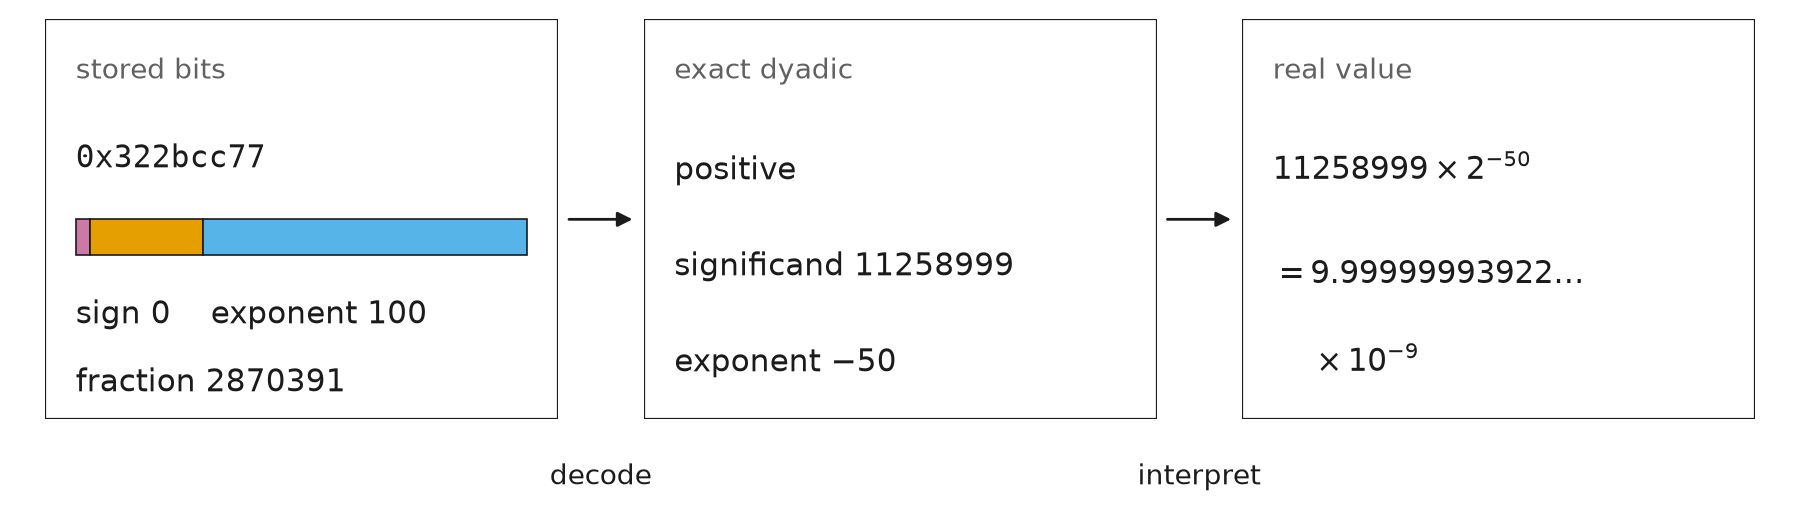 stored bits
0x322bcc77
sign 0 exponent 100
fraction 2870391
exact dyadic
positive
significand 11258999
exponent −50
real value
11258999 × 2⁻⁵⁰
= 9.99999993922...
× 10⁻⁹
decode
interpret